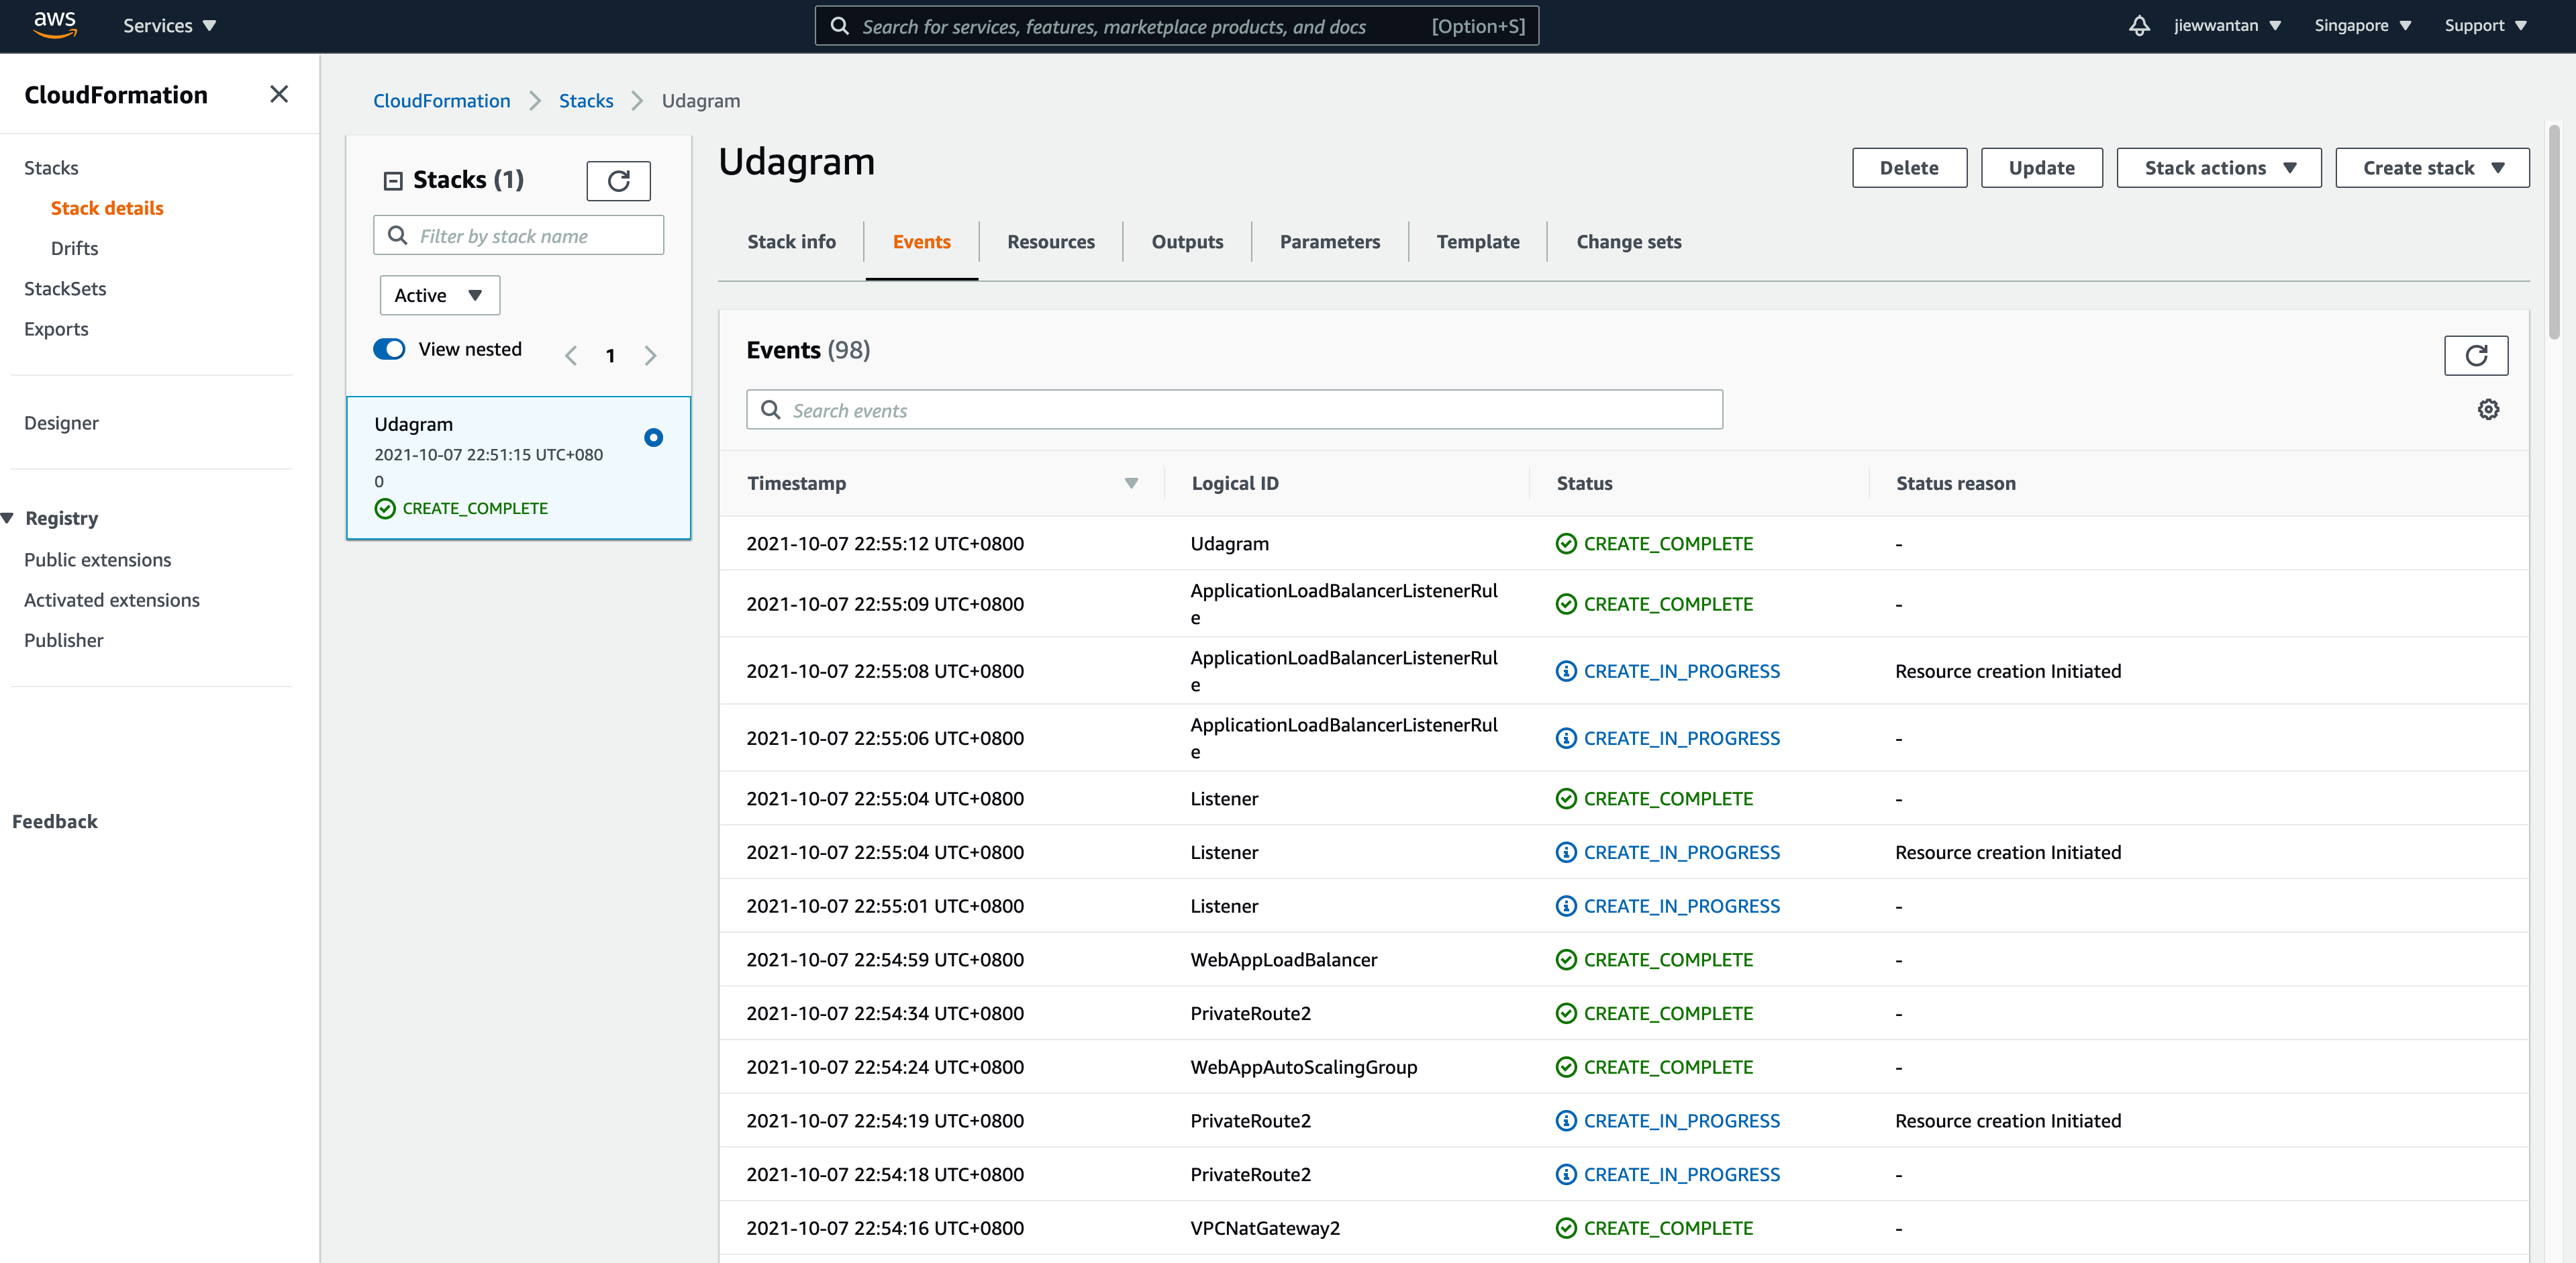 aws
Services
Search for services, features, marketplace products, and docs [Option+S]
jiewwantan
Singapore
Support
CloudFormation
Stacks
Stack details
Drifts
StackSets
Exports
Designer
Registry
Public extensions
Activated extensions
Publisher
Feedback
CloudFormation > Stacks > Udagram
Stacks (1)
Filter by stack name
Active
View nested
1
Udagram
2021-10-07 22:51:15 UTC+080
0
CREATE_COMPLETE
Udagram
Delete
Update
Stack actions
Create stack
Stack info
Events
Resources
Outputs
Parameters
Template
Change sets
Events (98)
Search events
Timestamp Logical ID Status Status reason
2021-10-07 22:55:12 UTC+0800 Udagram CREATE_COMPLETE -
2021-10-07 22:55:09 UTC+0800 ApplicationLoadBalancerListenerRul
e CREATE_COMPLETE -
2021-10-07 22:55:08 UTC+0800 ApplicationLoadBalancerListenerRul
e CREATE_IN_PROGRESS Resource creation Initiated
2021-10-07 22:55:06 UTC+0800 ApplicationLoadBalancerListenerRul
e CREATE_IN_PROGRESS -
2021-10-07 22:55:04 UTC+0800 Listener CREATE_COMPLETE -
2021-10-07 22:55:04 UTC+0800 Listener CREATE_IN_PROGRESS Resource creation Initiated
2021-10-07 22:55:01 UTC+0800 Listener CREATE_IN_PROGRESS -
2021-10-07 22:54:59 UTC+0800 WebAppLoadBalancer CREATE_COMPLETE -
2021-10-07 22:54:34 UTC+0800 PrivateRoute2 CREATE_COMPLETE -
2021-10-07 22:54:24 UTC+0800 WebAppAutoScalingGroup CREATE_COMPLETE -
2021-10-07 22:54:19 UTC+0800 PrivateRoute2 CREATE_IN_PROGRESS Resource creation Initiated
2021-10-07 22:54:18 UTC+0800 PrivateRoute2 CREATE_IN_PROGRESS -
2021-10-07 22:54:16 UTC+0800 VPCNatGateway2 CREATE_COMPLETE -